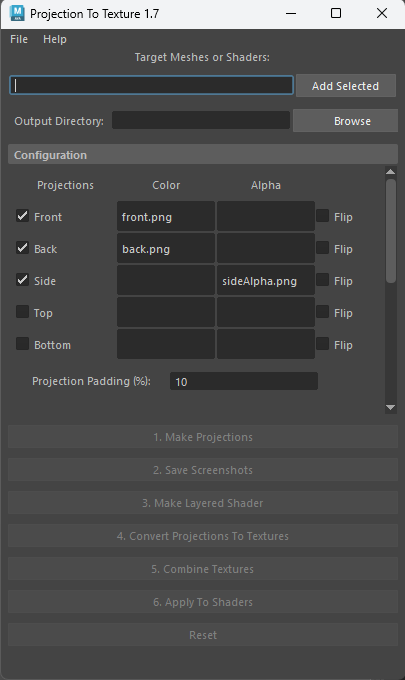 Projection To Texture 1.7
File Help
Target Meshes or Shaders:
Add Selected
Output Directory: Browse
Configuration
Projections Color Alpha
Front front.png Flip
Back back.png Flip
Side sideAlpha.png Flip
Top Flip
Bottom Flip
Projection Padding (%): 10
1. Make Projections
2. Save Screenshots
3. Make Layered Shader
4. Convert Projections To Textures
5. Combine Textures
6. Apply To Shaders
Reset